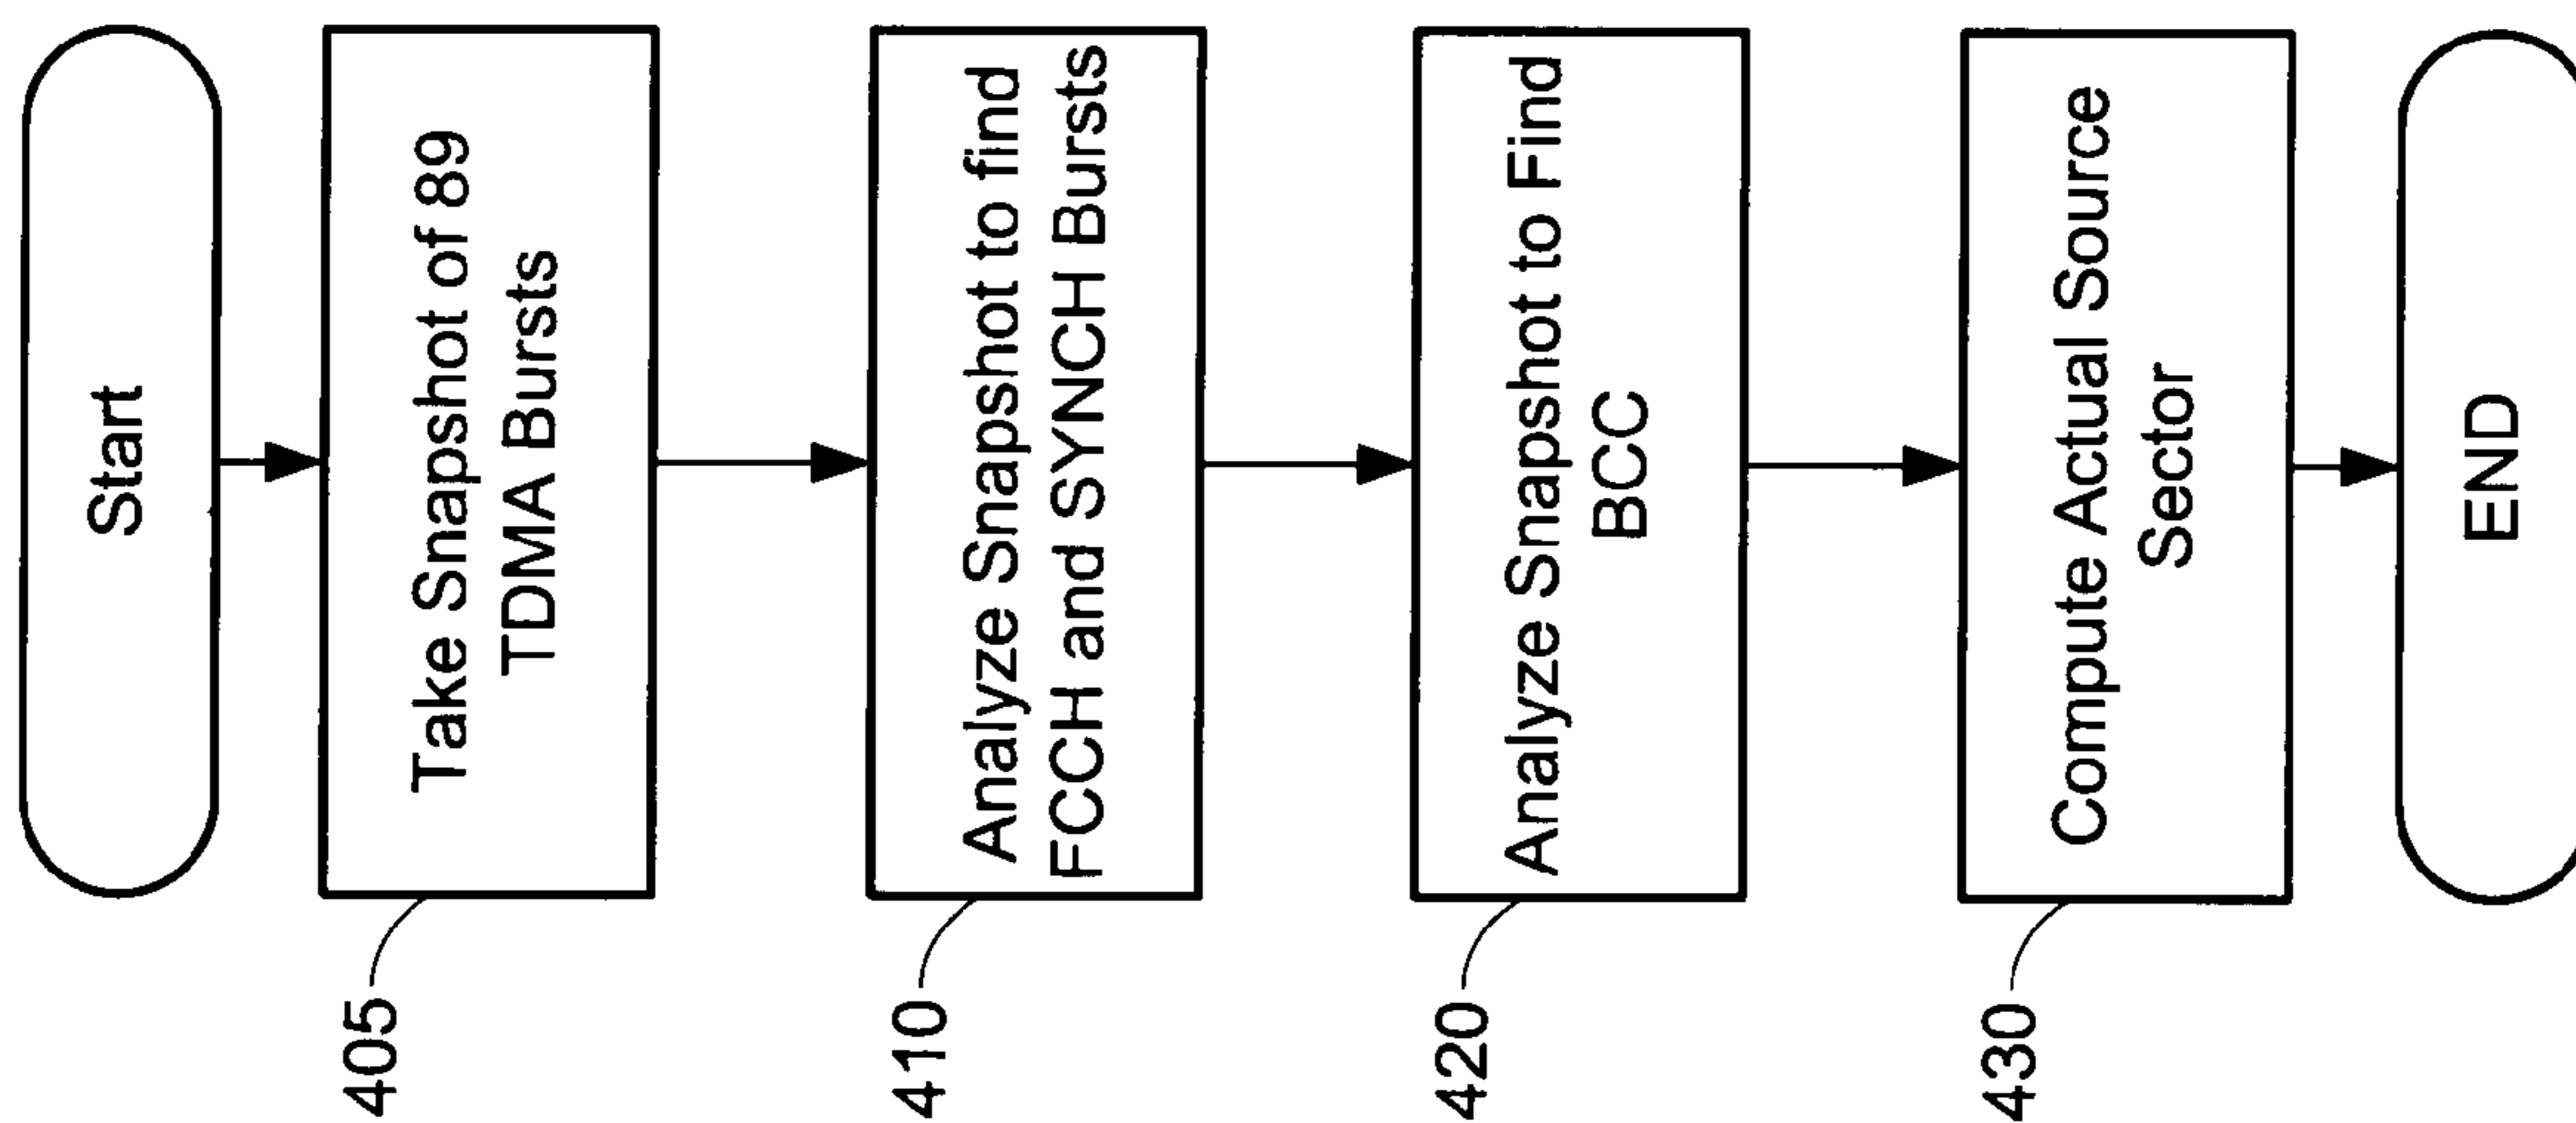 Start
405
Take Snapshot of 89
TDMA Bursts
410
Analyze Snapshot to find
FCCH and SYNCH Bursts
420
Analyze Snapshot to Find
BCC
430
Compute Actual Source
Sector
END